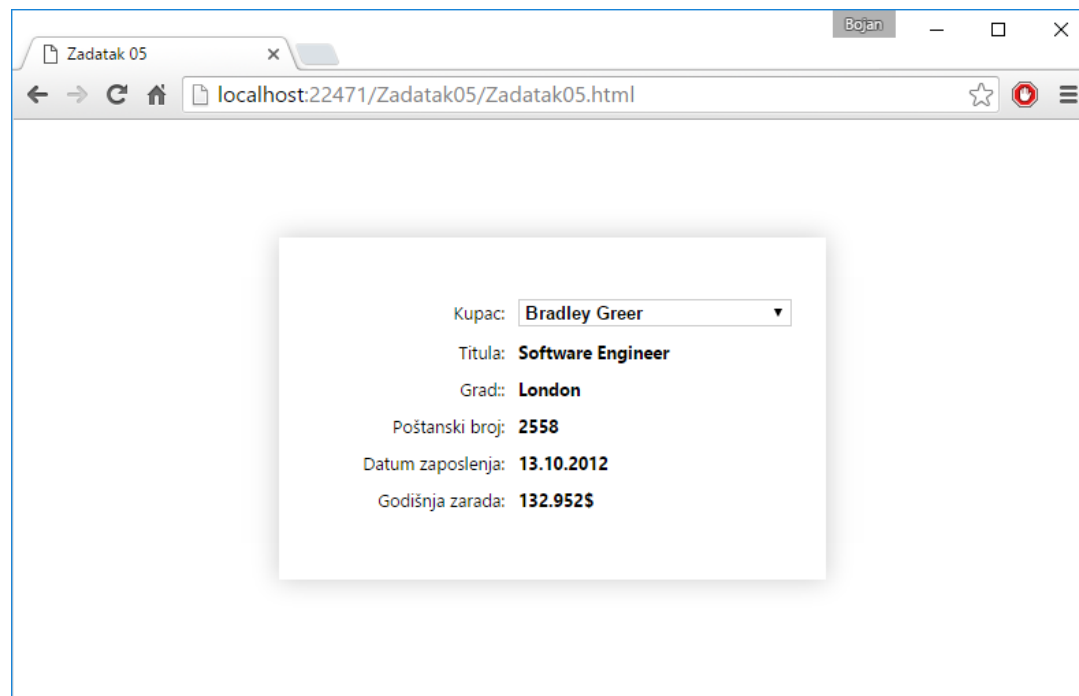 Bojan
Zadatak 05
localhost:22471/Zadatak05/Zadatak05.html
Kupac: Bradley Greer
Titula: Software Engineer
Grad:: London
Poštanski broj: 2558
Datum zaposlenja: 13.10.2012
Godišnja zarada: 132.952$